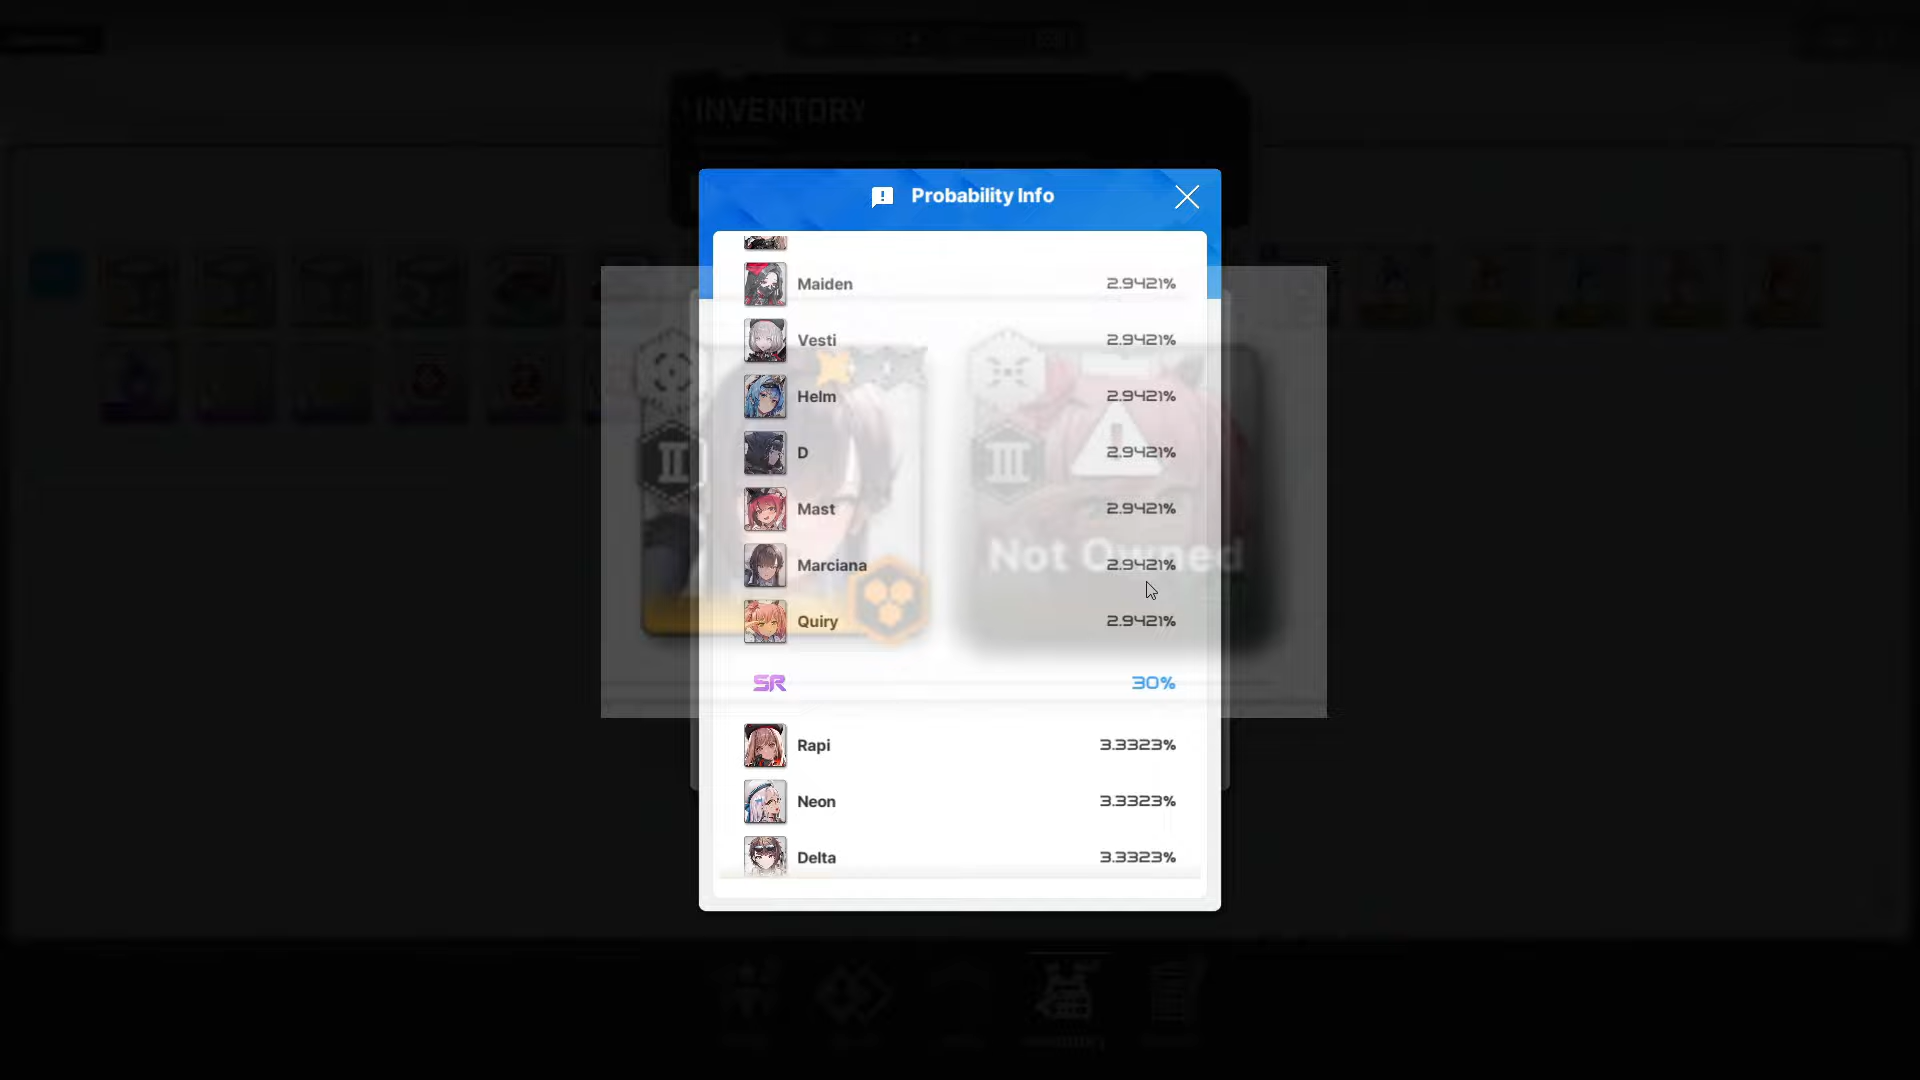 INVENTORY
Probability Info
Maiden 2.9421%
Vesti 2.9421%
Helm 2.9421%
D 2.9421%
Mast 2.9421%
Marciana 2.9421%
Quiry 2.9421%
Not Owned
SR 30%
Rapi 3.3323%
Neon 3.3323%
Delta 3.3323%